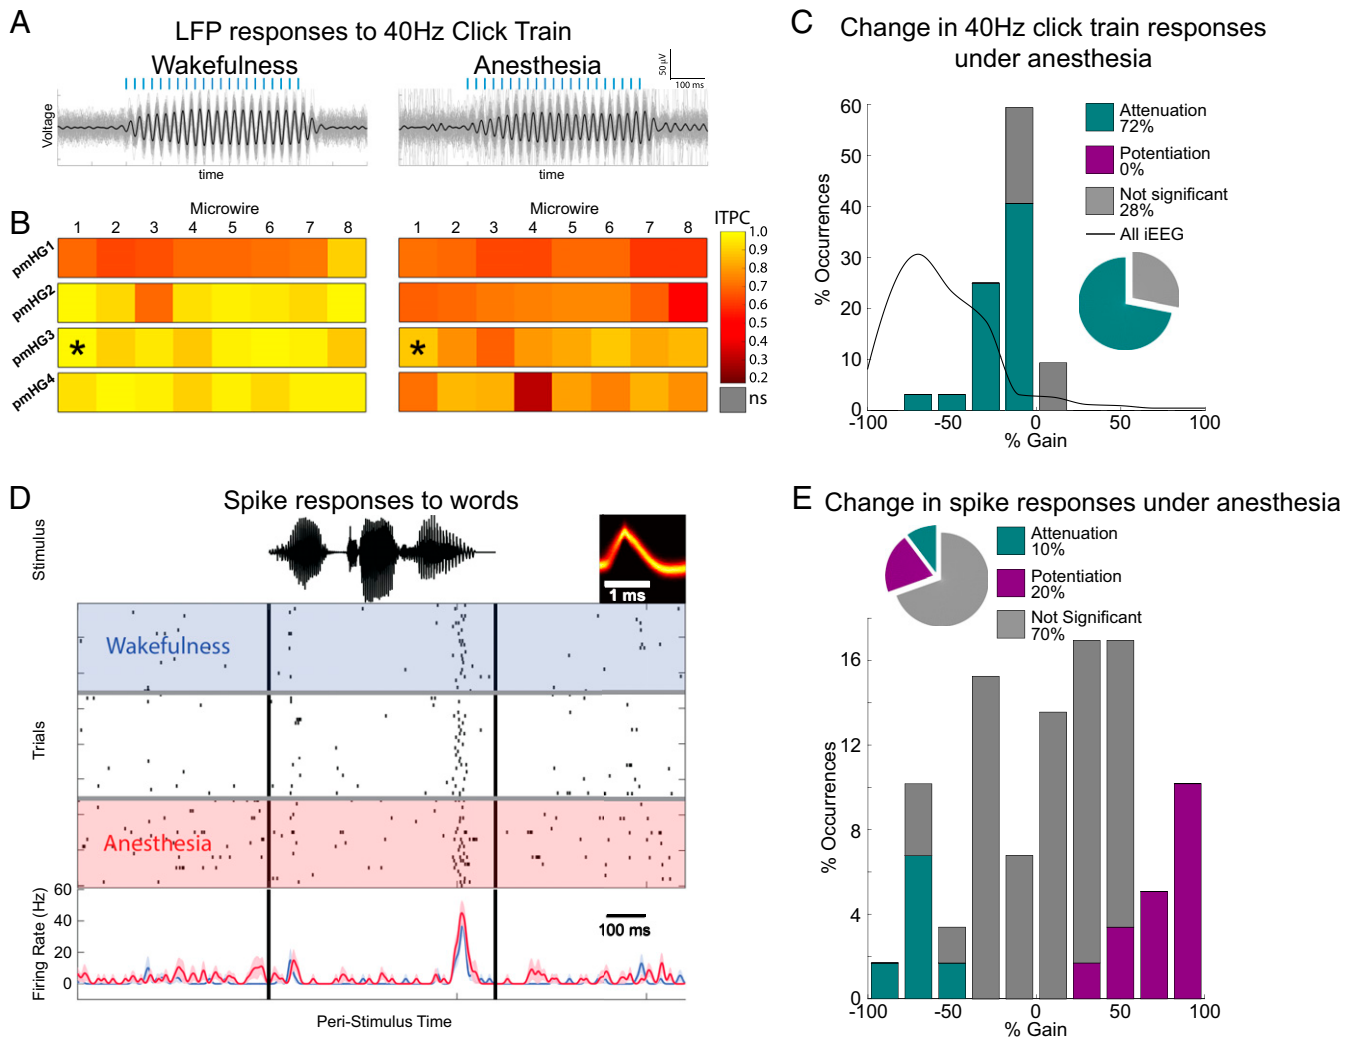 A
LFP responses to 40Hz Click Train
Wakefulness
Anesthesia
50 µV
100 ms
Voltage
time
time
B
Microwire
Microwire
ITPC
1 2 3 4 5 6 7 8
1 2 3 4 5 6 7 8
pmHG1
pmHG2
pmHG3
pmHG4
*
*
1.0
0.9
0.8
0.7
0.6
0.5
0.4
0.3
0.2
ns
C
Change in 40Hz click train responses
under anesthesia
Attenuation
72%
Potentiation
0%
Not significant
28%
All iEEG
% Occurrences
60
50
40
30
20
10
0
-100 -50 0 50 100
% Gain
D
Spike responses to words
Stimulus
1 ms
Wakefulness
Trials
Anesthesia
Firing Rate (Hz)
60
40
20
0
100 ms
Peri-Stimulus Time
E
Change in spike responses under anesthesia
Attenuation
10%
Potentiation
20%
Not Significant
70%
% Occurrences
16
12
8
4
0
-100 -50 0 50 100
% Gain